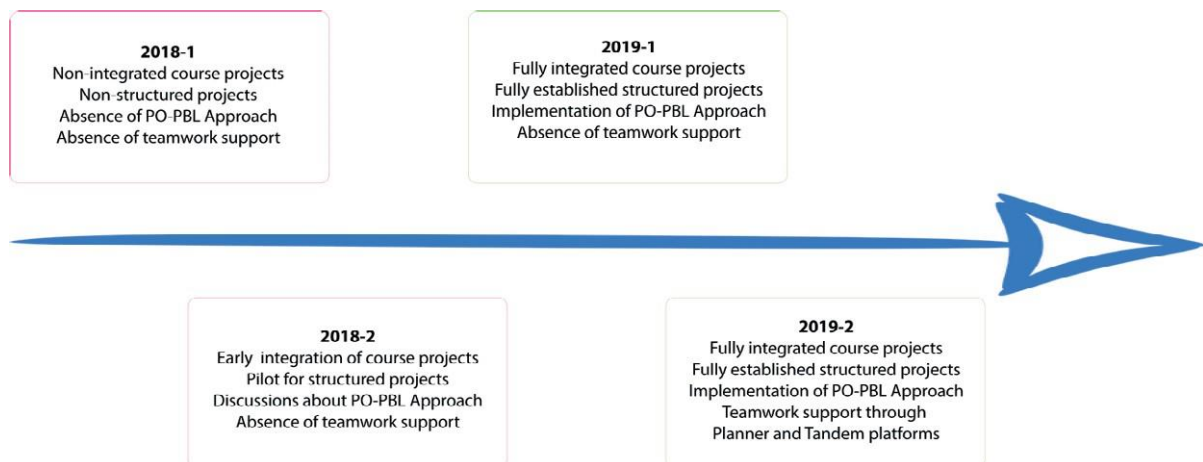 2018-1
Non-integrated course projects
Non-structured projects
Absence of PO-PBL Approach
Absence of teamwork support
2019-1
Fully integrated course projects
Fully established structured projects
Implementation of PO-PBL Approach
Absence of teamwork support
2018-2
Early integration of course projects
Pilot for structured projects
Discussions about PO-PBL Approach
Absence of teamwork support
2019-2
Fully integrated course projects
Fully established structured projects
Implementation of PO-PBL Approach
Teamwork support through
Planner and Tandem platforms